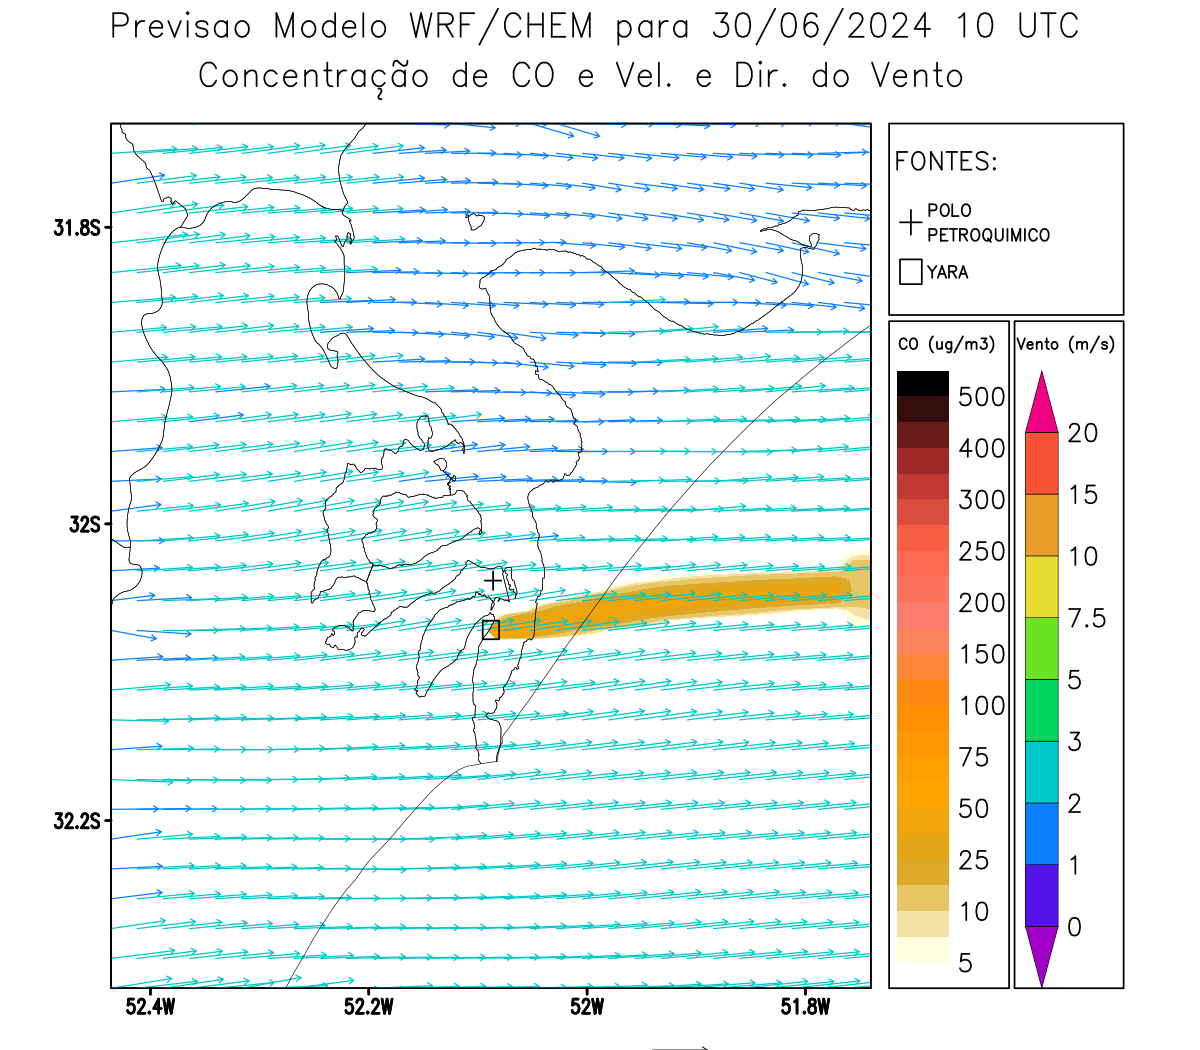 Previsao Modelo WRF/CHEM para 30/06/2024 10 UTC
Concentração de CO e Vel. e Dir. do Vento
FONTES:
POLO
PETROQUIMICO
YARA
CO (ug/m3)
500
400
300
250
200
150
100
75
50
25
10
5
Vento (m/s)
20
15
10
7.5
5
3
2
1
0
31.8S
32S
32.2S
52.4W
52.2W
52W
51.8W